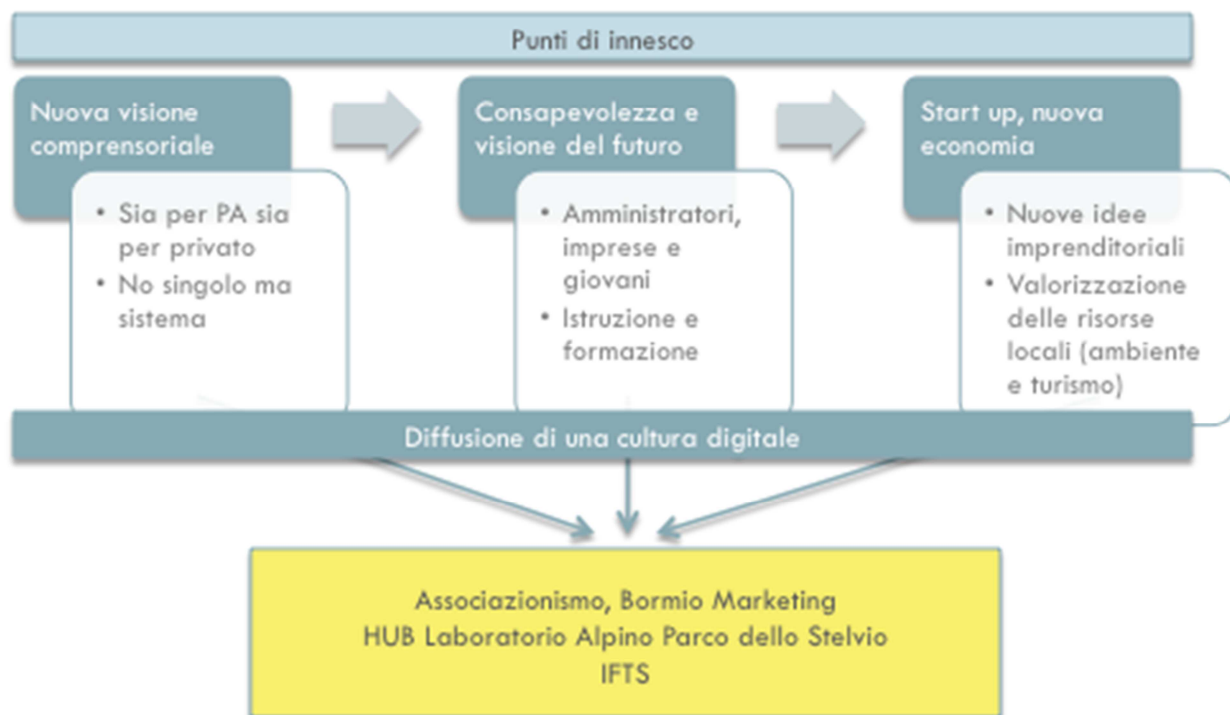 Punti di innesco
Nuova visione
comprensoriale
• Sia per PA sia
per privato
• No singolo ma
sistema
Consapevolezza e
visione del futuro
• Amministratori,
imprese e
giovani
• Istruzione e
formazione
Start up, nuova
economia
• Nuove idee
imprenditoriali
• Valorizzazione
delle risorse
locali (ambiente
e turismo)
Diffusione di una cultura digitale
Associazionismo, Bormio Marketing
HUB Laboratorio Alpino Parco dello Stelvio
IFTS